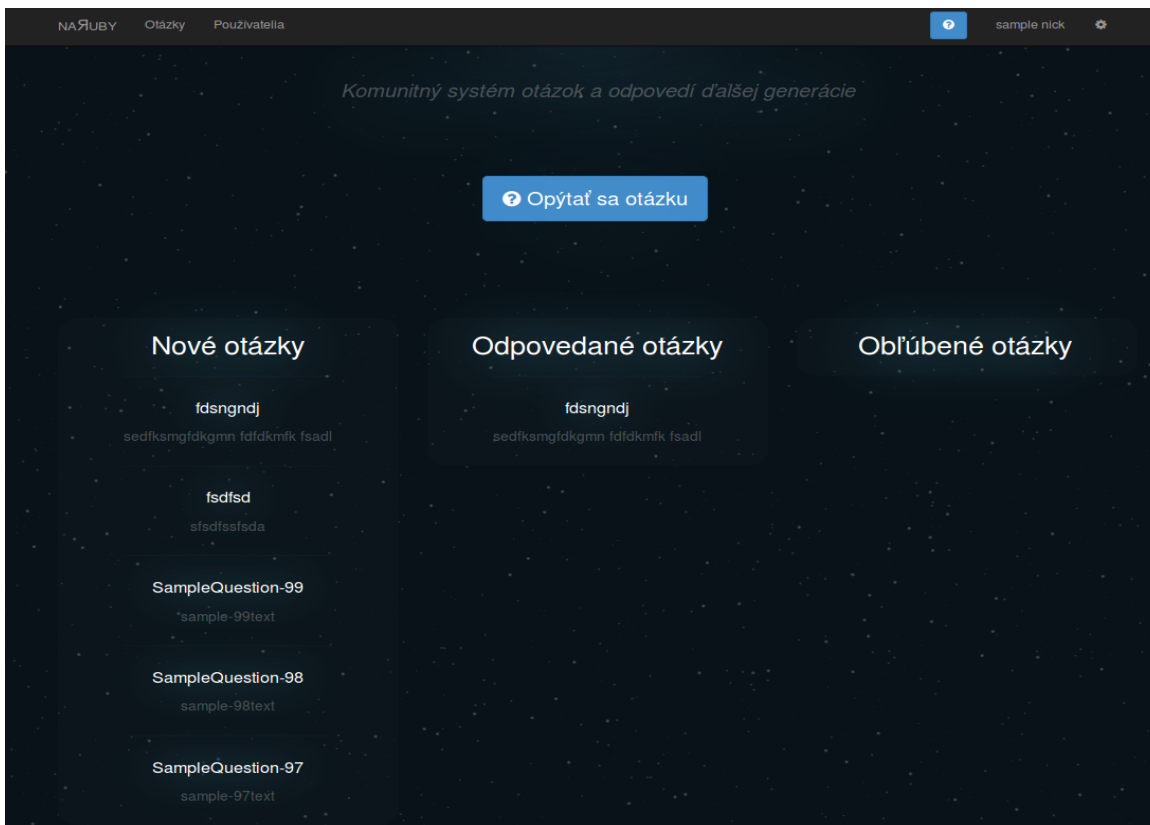 NAЯUBY Otázky Používatelia sample nick
Komunitný systém otázok a odpovedí ďalšej generácie
Opýtať sa otázku
Nové otázky
fdsngndj
sedfksmgfdkgmn fdfdkmfk fsadl
fsdfsd
sfsdfssfsda
SampleQuestion-99
sample-99text
SampleQuestion-98
sample-98text
SampleQuestion-97
sample-97text
Odpovedané otázky
fdsngndj
sedfksmgfdkgmn fdfdkmfk fsadl
Obľúbené otázky